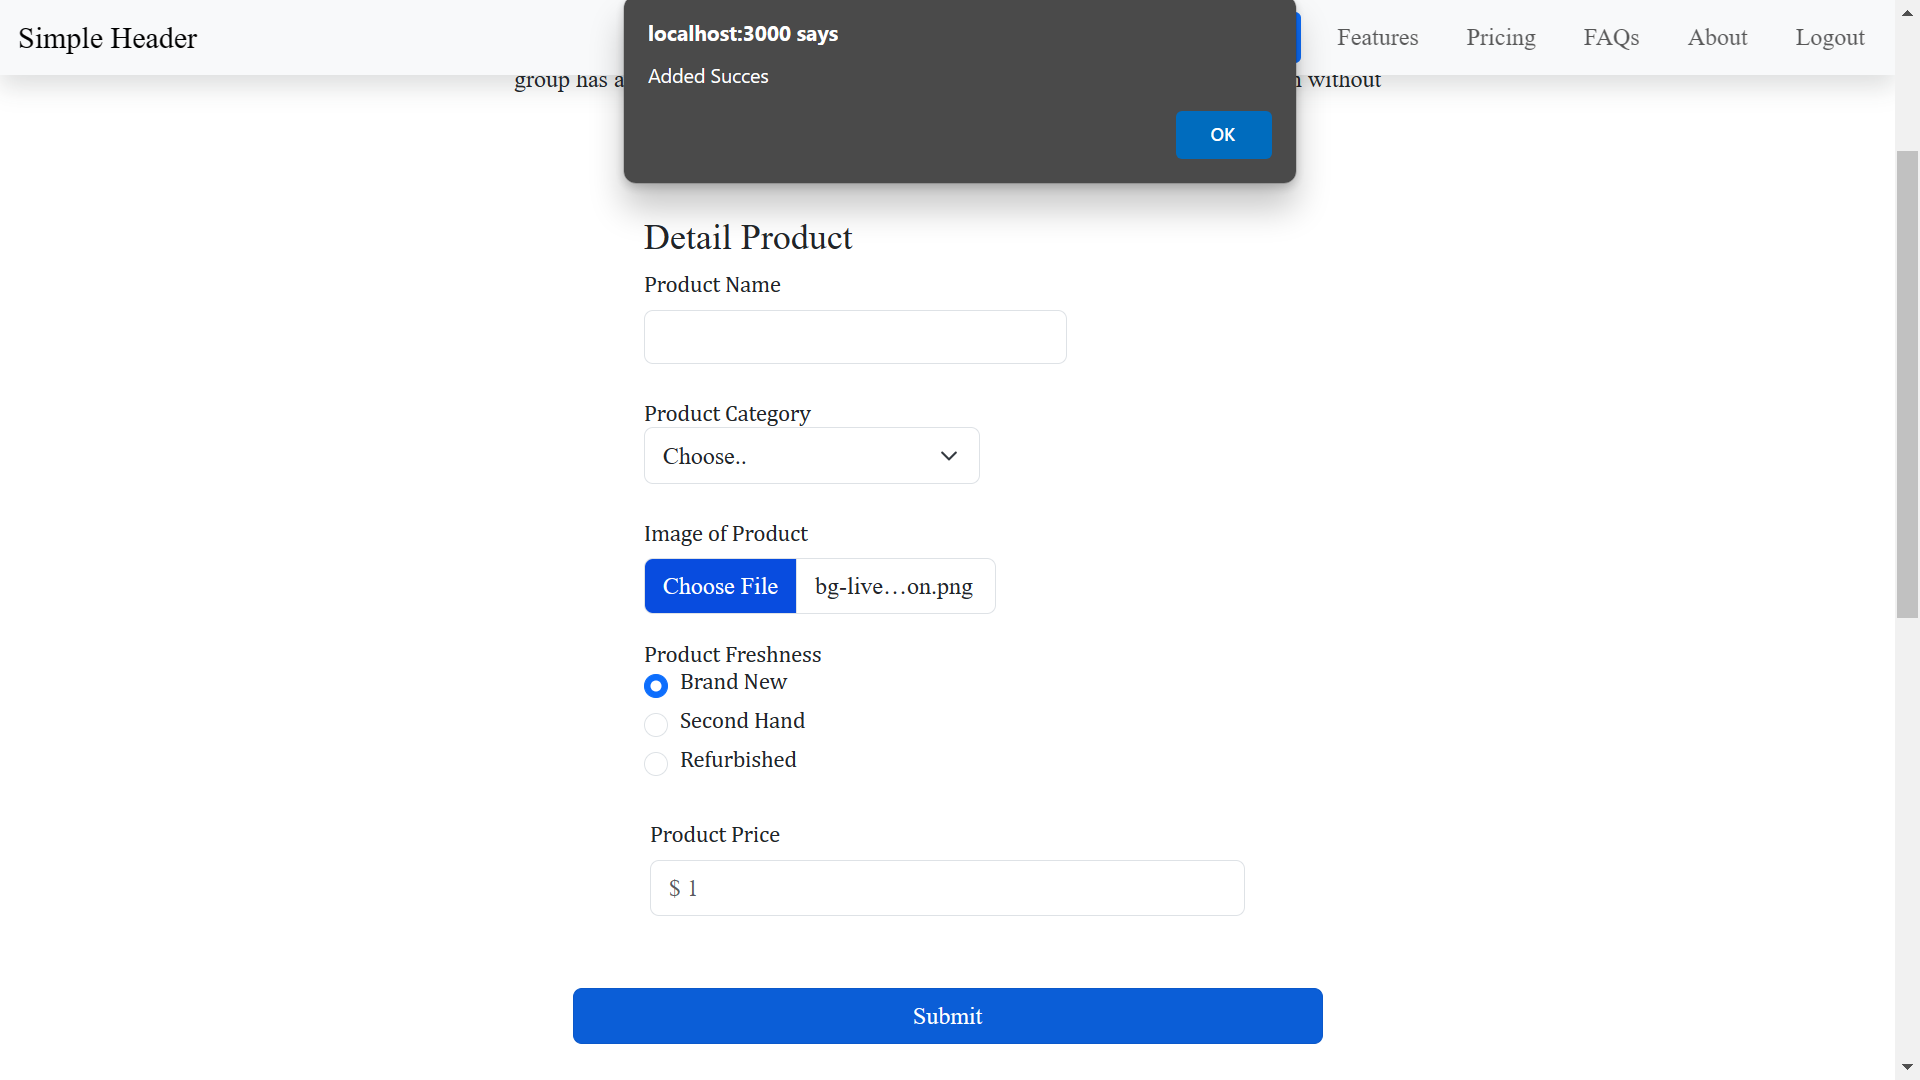 Simple Header
localhost:3000 says
Added Succes
OK
Features
Pricing
FAQs
About
Logout
group has a
without
Detail Product
Product Name
Product Category
Choose..
Image of Product
Choose File
bg-live…on.png
Product Freshness
Brand New
Second Hand
Refurbished
Product Price
$ 1
Submit